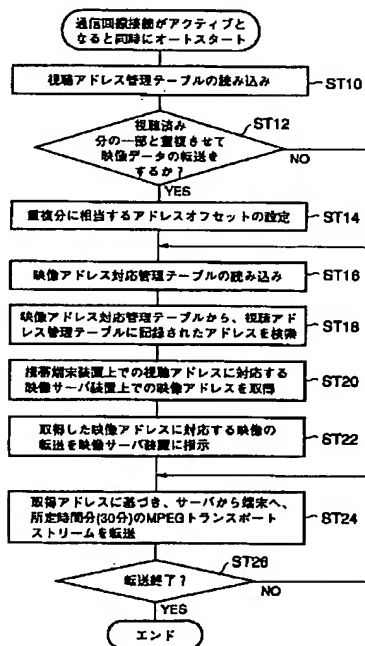 通信回線接続がアクティブと
なると同時にオートスタート
視聴アドレス管理テーブルの読み込み
ST10
視聴済み
分の一部と重複させて
映像データの転送を
するか?
ST12
NO
YES
重複分に相当するアドレスオフセットの設定
ST14
映像アドレス対応管理テーブルの読み込み
ST16
映像アドレス対応管理テーブルから、視聴アド
レス管理テーブルに記録されたアドレスを検索
ST18
携帯端末装置上での視聴アドレスに対応する
映像サーバ装置上での映像アドレスを取得
ST20
取得した映像アドレスに対応する映像の
転送を映像サーバ装置に指示
ST22
取得アドレスに基づき、サーバから端末へ、
所定時間分(30分)のMPEGトランスポート
ストリームを転送
ST24
転送終了?
ST26
NO
YES
エンド